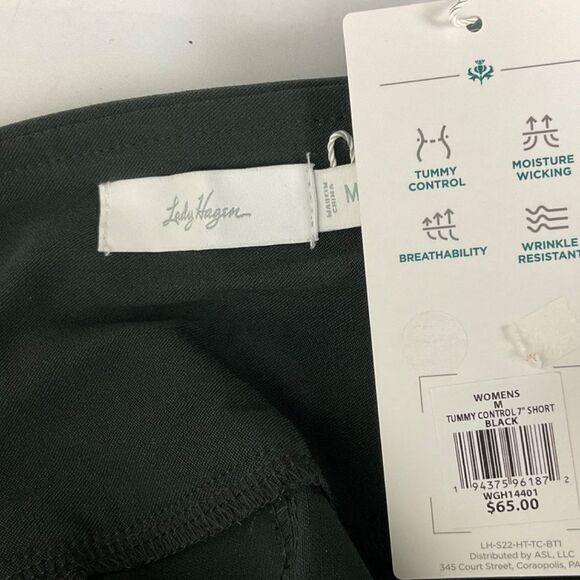 Lady Hagen
MADE IN
CHINA
M
TUMMY
CONTROL
MOISTURE
WICKING
BREATHABILITY
WRINKLE
RESISTANT
WOMENS
M
TUMMY CONTROL 7" SHORT
BLACK
1 94375 96187 2
WGH14401
$65.00
LH-S22-HT-TC-BT1
Distributed by ASL, LLC
345 Court Street, Coraopolis, PA